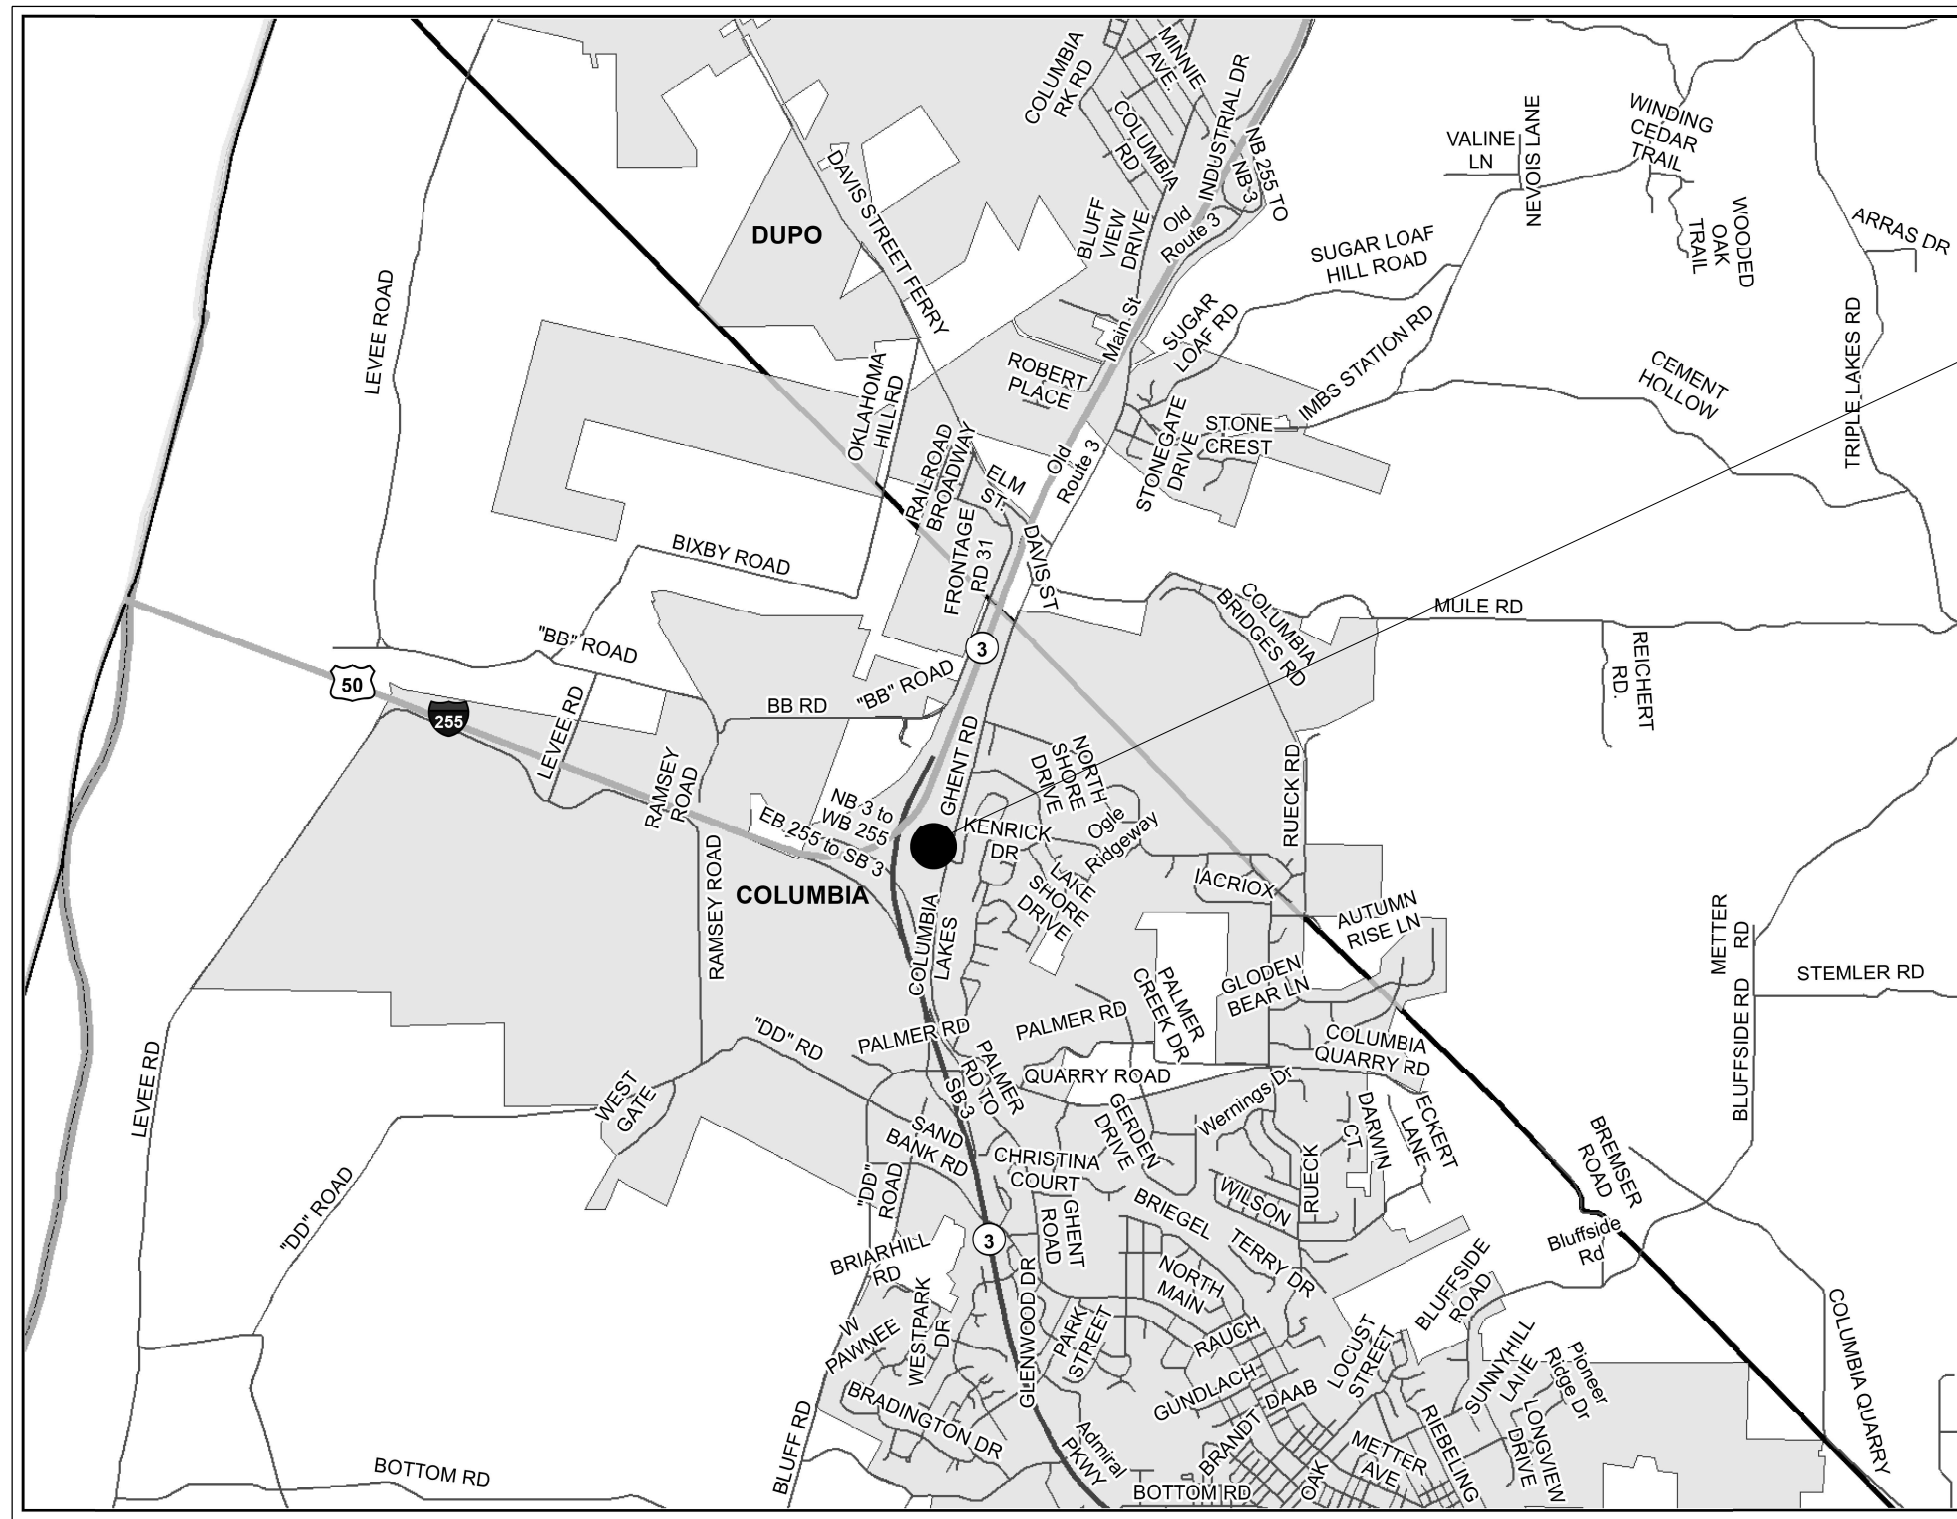 COLUMBIA
RK RD
MINNIE
AVE.
INDUSTRIAL DR
COLUMBIA
RD
NB 255 TO
NB 3
VALINE
LN
NEVOIS LANE
WINDING
CEDAR
TRAIL
WOODED
OAK
TRAIL
ARRAS DR
DAVIS STREET FERRY
DUPO
BLUFF
VIEW
DRIVE
Old
Route 3
SUGAR LOAF
HILL ROAD
LEVEE ROAD
Main St
SUGAR
LOAF RD
IMBS STATION RD
TRIPLE LAKES RD
CEMENT
HOLLOW
ROBERT
PLACE
OKLAHOMA
HILL RD
STONEGATE
DRIVE
STONE
CREST
RAILROAD
BROADWAY
ELM
ST.
Old
Route 3
FRONTAGE
RD 31
DAVIS ST
BIXBY ROAD
COLUMBIA
BRIDGES RD
MULE RD
REICHERT
RD.
"BB" ROAD
3
50
255
LEVEE RD
BB RD
"BB" ROAD
GHENT RD
NORTH
SHORE
DRIVE
RUECK RD
RAMSEY
ROAD
NB 3 to
WB 255
EB 255 to SB 3
KENRICK
DR
Ogle
Ridgeway
LAKE
SHORE
DRIVE
IACRIOX
COLUMBIA
RAMSEY ROAD
COLUMBIA
LAKES
AUTUMN
RISE LN
METTER
RD
BLUFFSIDE RD
STEMLER RD
GLODEN
BEAR LN
PALMER
CREEK DR
"DD" RD
PALMER RD
PALMER RD
COLUMBIA
QUARRY RD
LEVEE RD
WEST
GATE
PALMER
RD TO
SB 3
QUARRY ROAD
Wernings Dr
GERDEN
DRIVE
DARWIN
CT
ECKERT
LANE
SAND
BANK RD
CHRISTINA
COURT
"DD"
ROAD
RUECK
BREMSER
ROAD
"DD" ROAD
WILSON
BRIEGEL
GHENT
ROAD
3
TERRY DR
Bluffside
Rd
BRIARHILL
RD
NORTH
MAIN
BLUFFSIDE
ROAD
WESTPARK
DR
GLENWOOD DR
PARK
STREET
COLUMBIA QUARRY
W
PAWNEE
RAUCH
LOCUST
STREET
SUNNYHILL
LANE
Pioneer
Ridge Dr
BRADINGTON DR
GUNDLACH
DAAB
BLUFF RD
Admiral
PKWY
BRANDT
METTER
AVE
RIEBELING
LONGVIEW
DRIVE
BOTTOM RD
BOTTOM RD
OAK